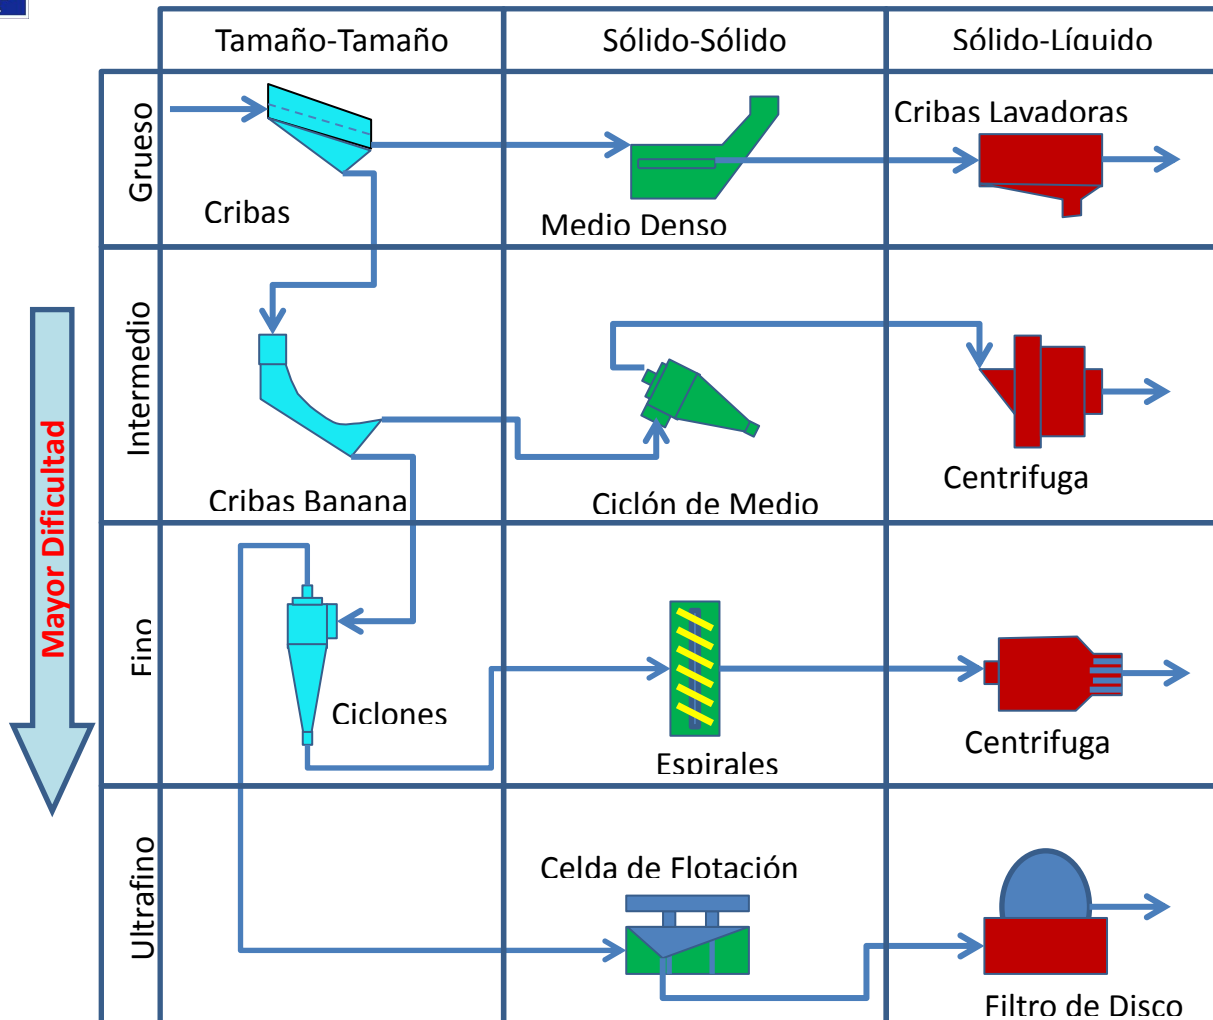 Tamaño-Tamaño
Sólido-Sólido
Sólido-Líquido
Grueso
Cribas
Medio Denso
Cribas Lavadoras
Intermedio
Cribas Banana
Ciclón de Medio
Centrifuga
Mayor Dificultad
Fino
Ciclones
Espirales
Centrifuga
Ultrafino
Celda de Flotación
Filtro de Disco